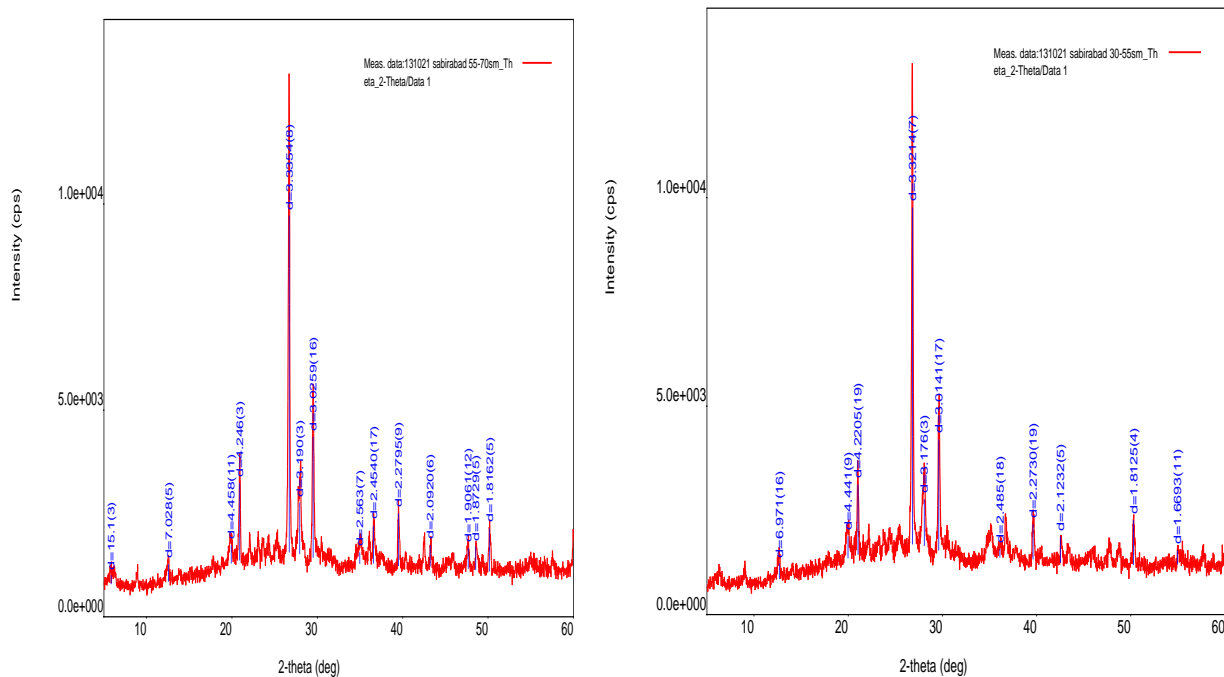 Meas. data:131021 sabirabad 55-70sm_Th
eta_2-Theta/Data 1
Intensity (cps)
1.0e+004
5.0e+003
0.0e+000
d=15.1(3)
d=7.028(5)
d=4.458(11)
d=4.246(3)
d=3.3354(8)
d=3.190(3)
d=3.0259(16)
d=2.563(7)
d=2.4540(17)
d=2.2795(9)
d=2.0920(6)
d=1.9061(12)
d=1.8729(5)
d=1.8162(5)
10 20 30 40 50 60
2-theta (deg)
Meas. data:131021 sabirabad 30-55sm_Th
eta_2-Theta/Data 1
Intensity (cps)
1.0e+004
5.0e+003
0.0e+000
d=6.971(16)
d=4.441(9)
d=4.2205(19)
d=3.3214(7)
d=3.176(3)
d=3.0141(17)
d=2.485(18)
d=2.2730(19)
d=2.1232(5)
d=1.8125(4)
d=1.6693(11)
10 20 30 40 50 60
2-theta (deg)